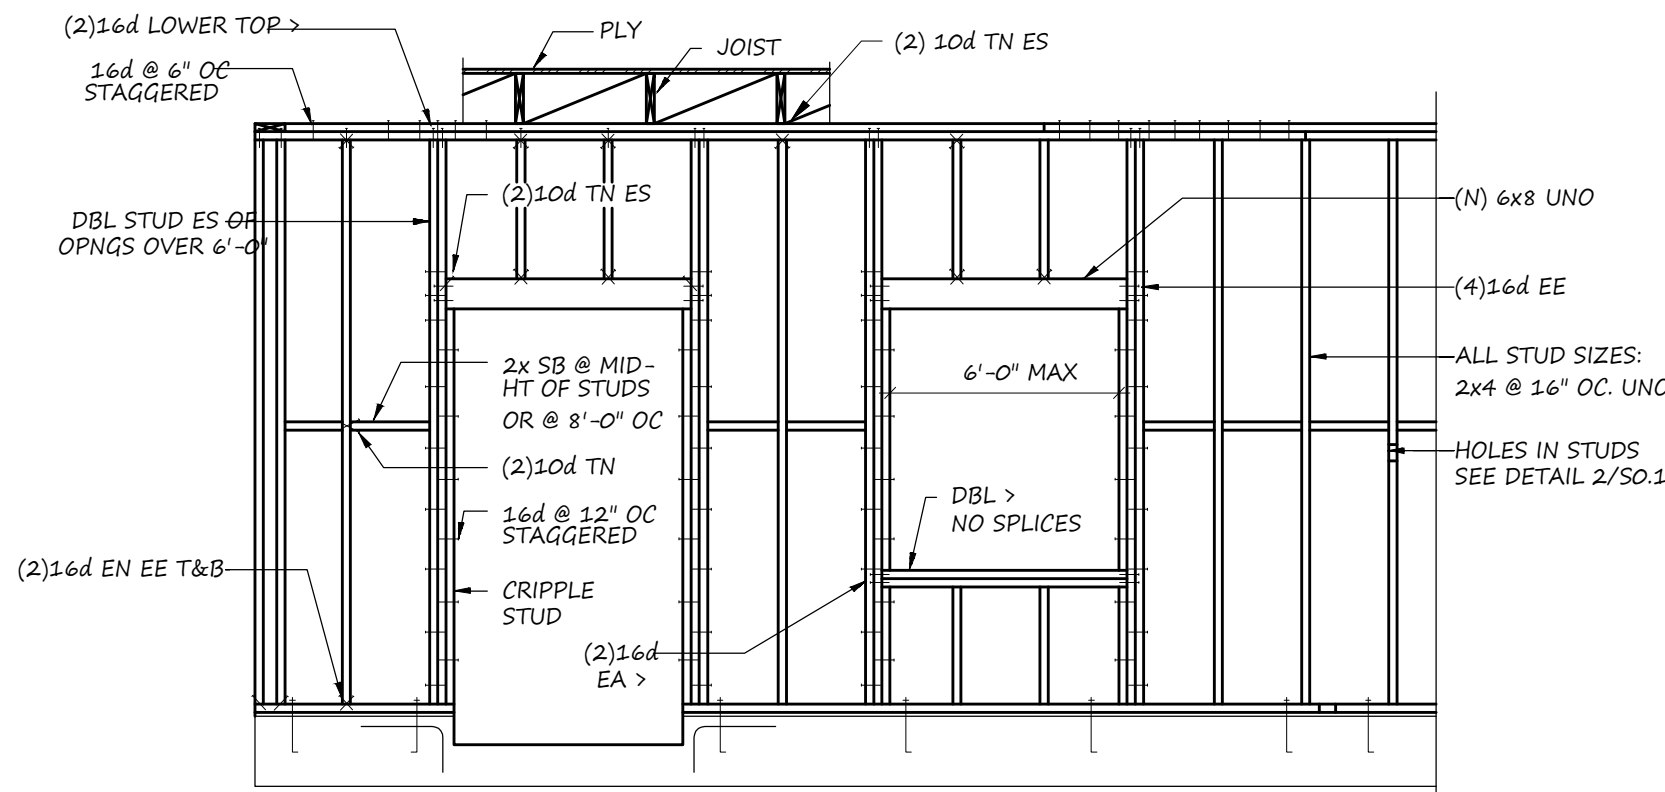 (2)16d LOWER TOP >
PLY
JOIST
(2) 10d TN ES
16d @ 6" OC
STAGGERED
(2)10d TN ES
(N) 6x8 UNO
DBL STUD ES OF
OPNGS OVER 6'-0"
(4)16d EE
2x SB @ MID-
HT OF STUDS
OR @ 8'-0" OC
6'-0" MAX
ALL STUD SIZES:
2x4 @ 16" OC. UNO
(2)10d TN
HOLES IN STUDS
SEE DETAIL 2/S0.1
16d @ 12" OC
STAGGERED
DBL >
NO SPLICES
(2)16d EN EE T&B
CRIPPLE
STUD
(2)16d
EA >